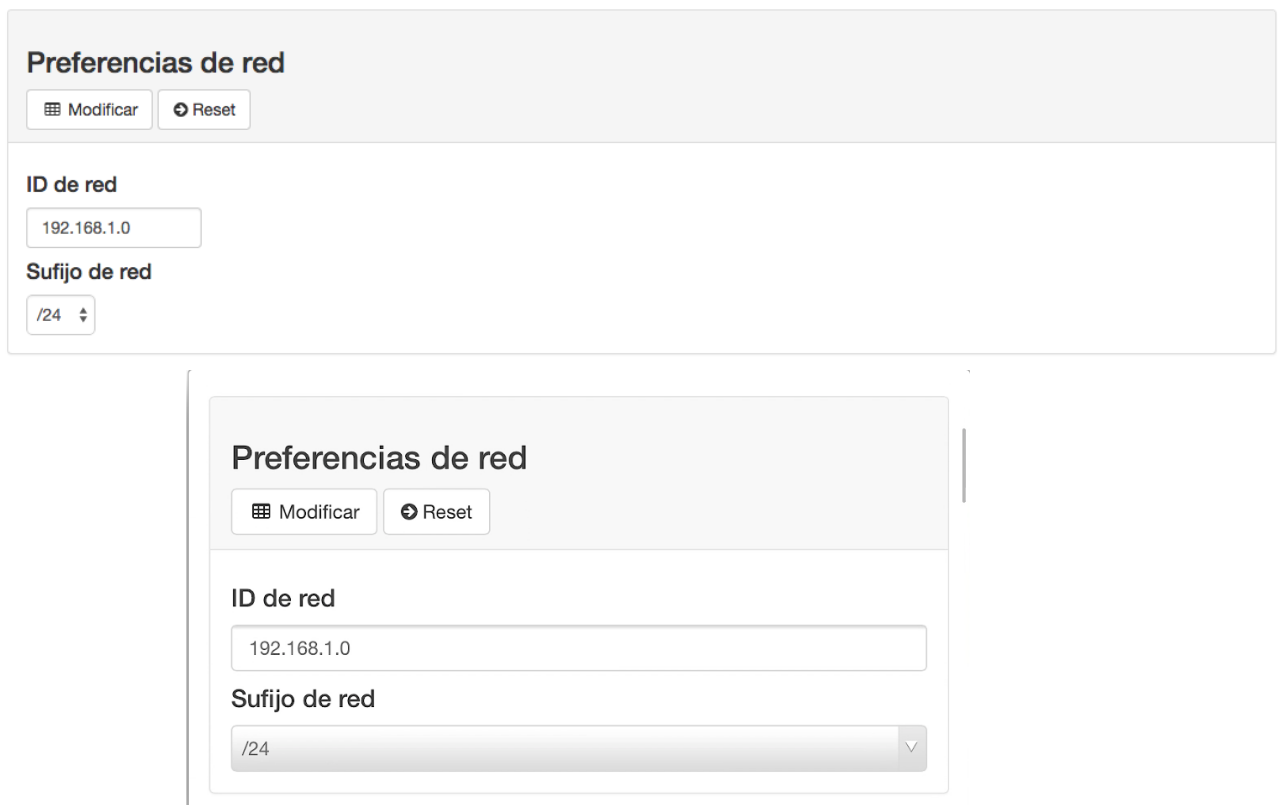 Preferencias de red
Modificar Reset
ID de red
192.168.1.0
Sufijo de red
/24
Preferencias de red
Modificar Reset
ID de red
192.168.1.0
Sufijo de red
/24